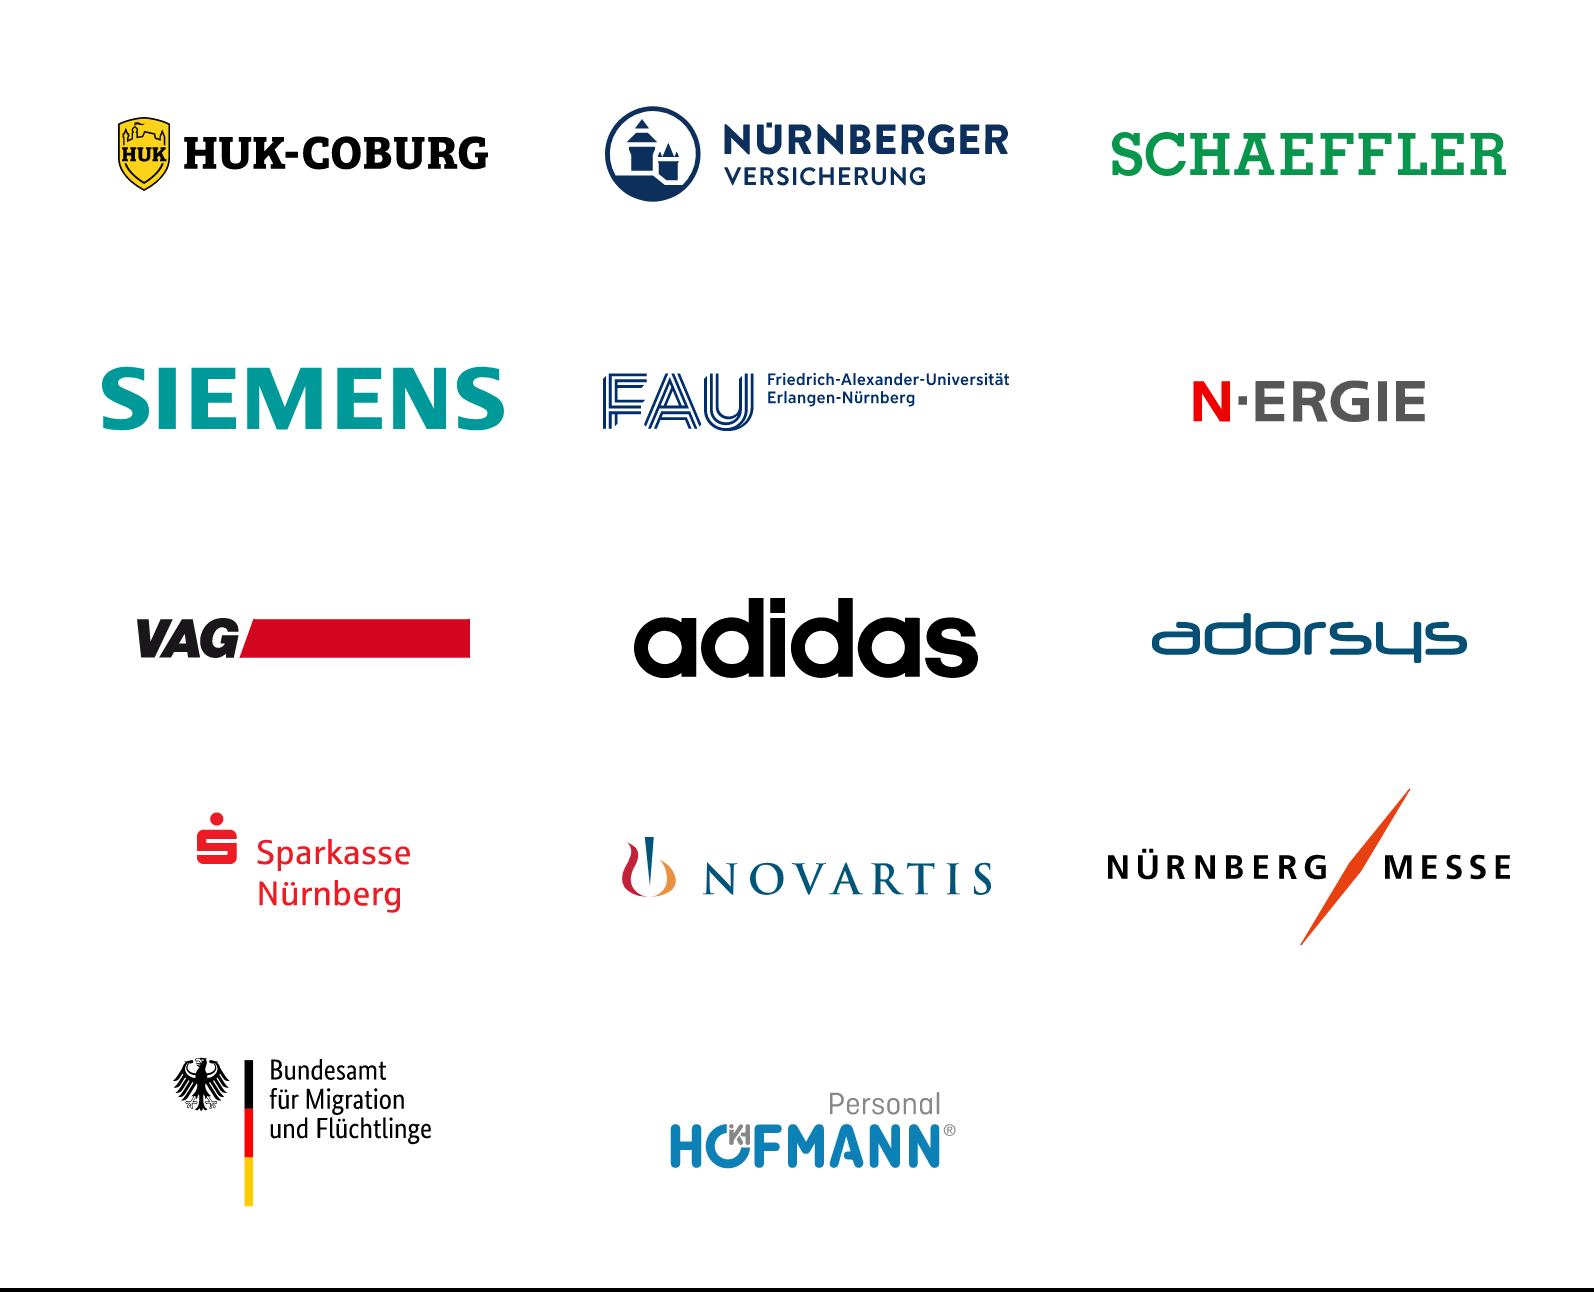 HUK
HUK-COBURG
NÜRNBERGER
VERSICHERUNG
SCHAEFFLER
SIEMENS
FAU
Friedrich-Alexander-Universität
Erlangen-Nürnberg
N·ERGIE
VAG
adidas
adorsys
Sparkasse
Nürnberg
NOVARTIS
NÜRNBERG MESSE
Bundesamt
für Migration
und Flüchtlinge
Personal
HOFMANN®